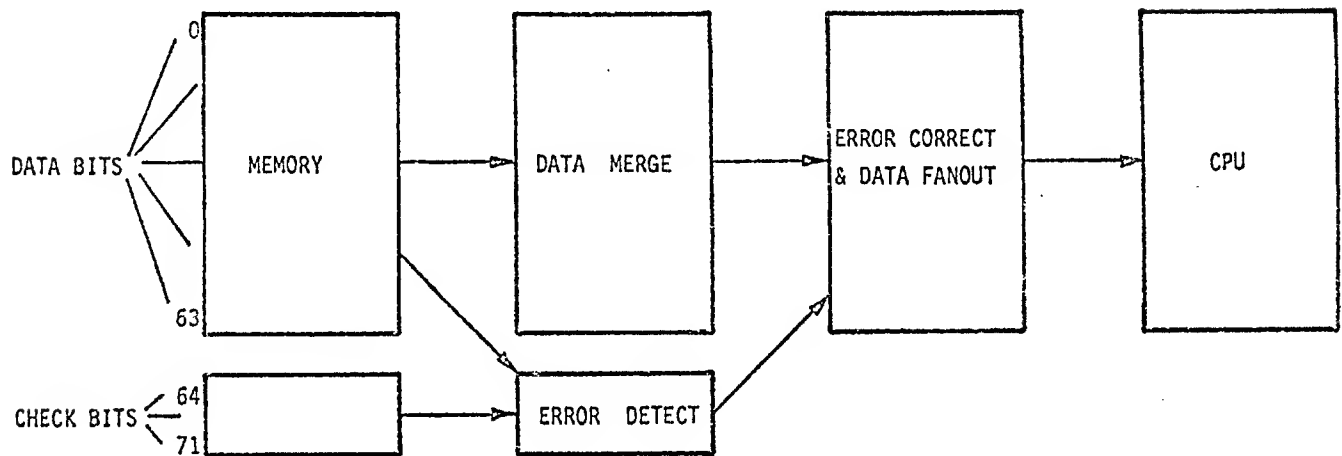 0
DATA BITS
MEMORY
DATA MERGE
ERROR CORRECT
& DATA FANOUT
CPU
63
CHECK BITS
64
71
ERROR DETECT